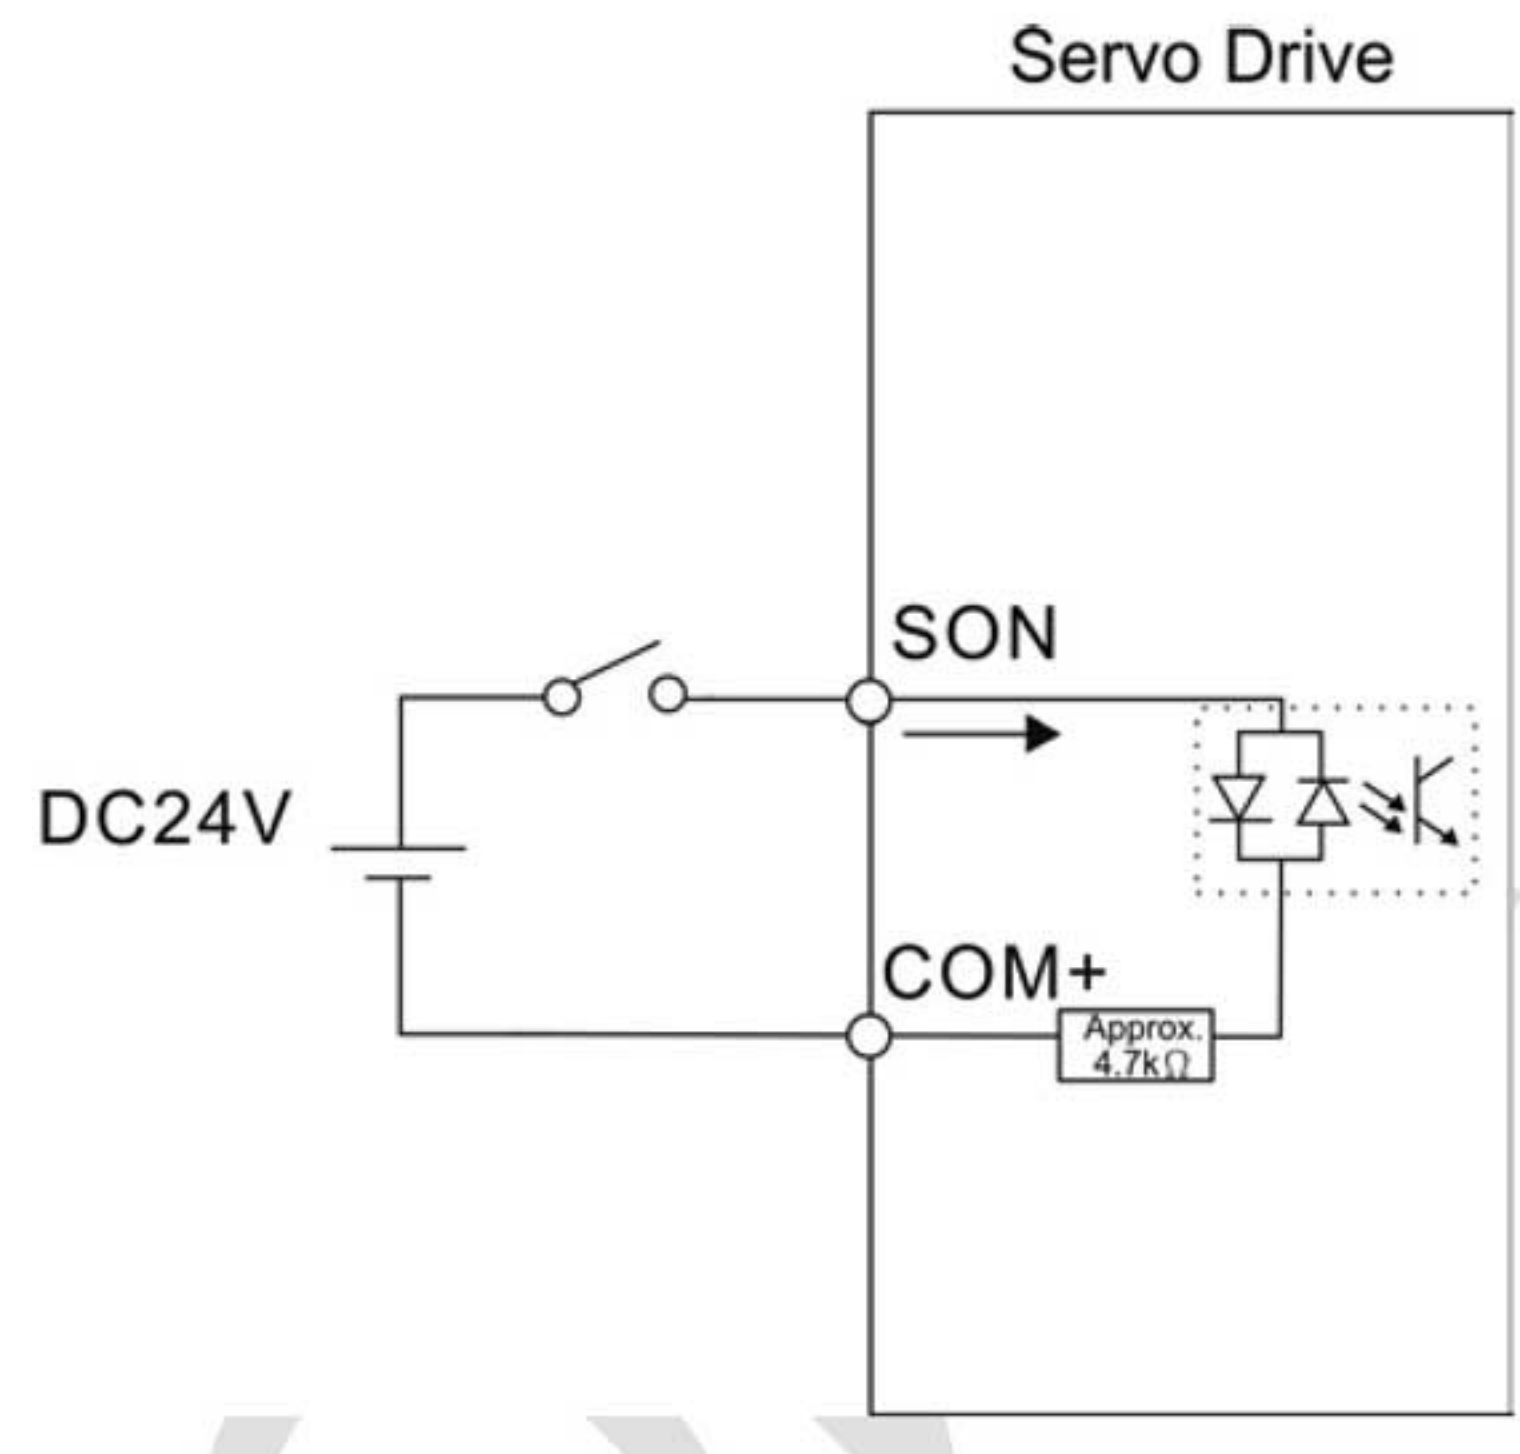 Servo Drive
SON
DC24V
COM+
Approx.
4.7kΩ